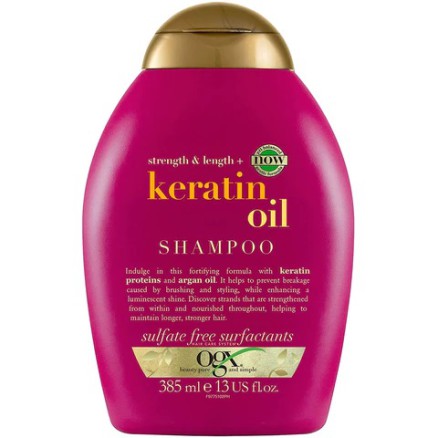 now
strength & length +
keratin
oil
SHAMPOO
Indulge in this fortifying formula with keratin
proteins and argan oil. It helps to prevent breakage
caused by brushing and styling, while enhancing a
luminescent shine. Discover strands that are strengthened
from within and nourished throughout, helping to
maintain longer, stronger hair.
sulfate free surfactants
HAIR CARE SYSTEM
ogx
beauty pure and simple
385 ml e 13 US fl.oz.